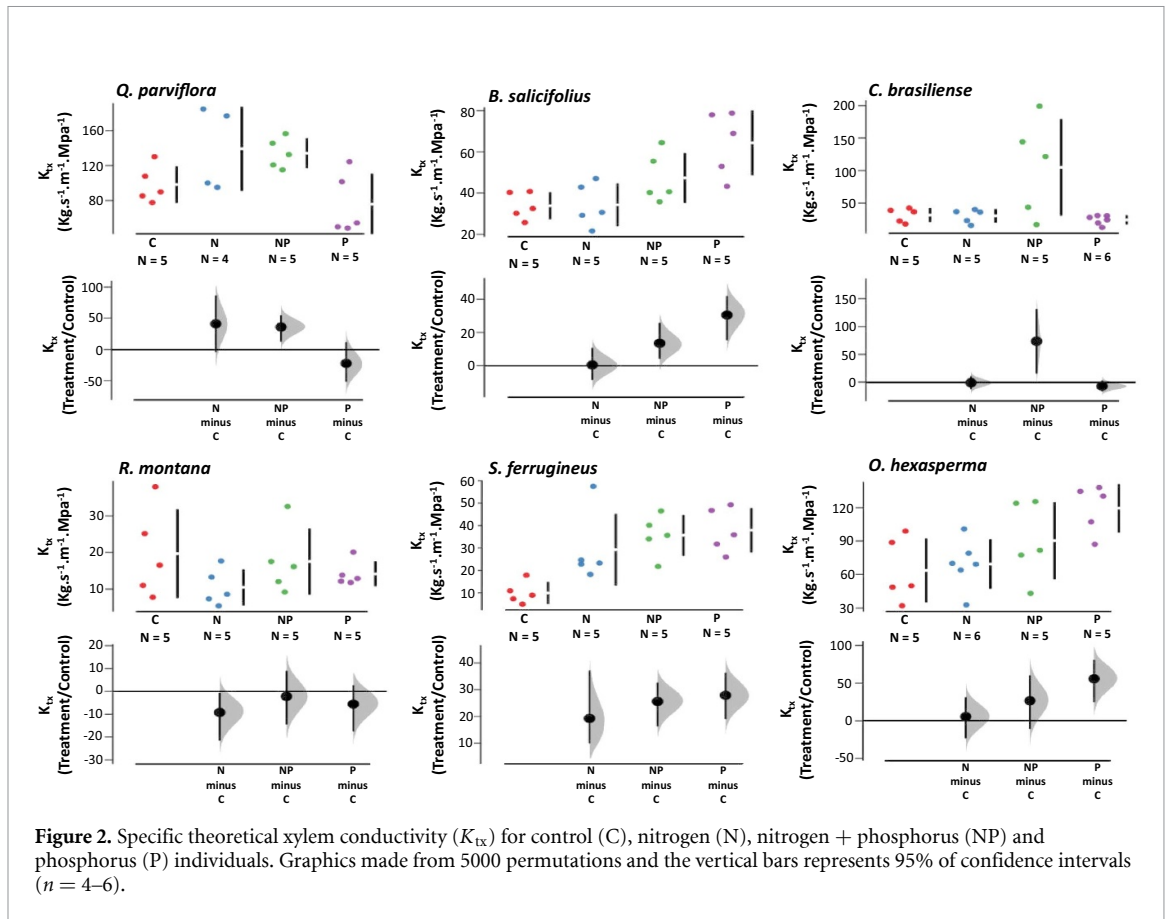 Q. parviflora
B. salicifolius
C. brasiliense
Ktx
(Kg.s-1.m-1.Mpa-1)
160
120
80
C
N
NP
P
N = 5
N = 4
N = 5
N = 5
Ktx
(Kg.s-1.m-1.Mpa-1)
80
60
40
20
C
N
NP
P
N = 5
N = 5
N = 5
N = 5
Ktx
(Kg.s-1.m-1.Mpa-1)
200
150
100
50
C
N
NP
P
N = 5
N = 5
N = 5
N = 6
Ktx
(Treatment/Control)
100
50
0
-50
N
minus
C
NP
minus
C
P
minus
C
Ktx
(Treatment/Control)
40
20
0
N
minus
C
NP
minus
C
P
minus
C
Ktx
(Treatment/Control)
150
100
50
0
N
minus
C
NP
minus
C
P
minus
C
R. montana
S. ferrugineus
O. hexasperma
Ktx
(Kg.s-1.m-1.Mpa-1)
30
20
10
C
N
NP
P
N = 5
N = 5
N = 5
N = 5
Ktx
(Kg.s-1.m-1.Mpa-1)
60
50
40
30
20
10
C
N
NP
P
N = 5
N = 5
N = 5
N = 5
Ktx
(Kg.s-1.m-1.Mpa-1)
120
90
60
30
C
N
NP
P
N = 5
N = 6
N = 5
N = 5
Ktx
(Treatment/Control)
20
10
0
-10
-20
-30
N
minus
C
NP
minus
C
P
minus
C
Ktx
(Treatment/Control)
40
30
20
10
N
minus
C
NP
minus
C
P
minus
C
Ktx
(Treatment/Control)
100
50
0
-50
N
minus
C
NP
minus
C
P
minus
C
Figure 2. Specific theoretical xylem conductivity (Ktx) for control (C), nitrogen (N), nitrogen + phosphorus (NP) and
phosphorus (P) individuals. Graphics made from 5000 permutations and the vertical bars represents 95% of confidence intervals
(n = 4–6).